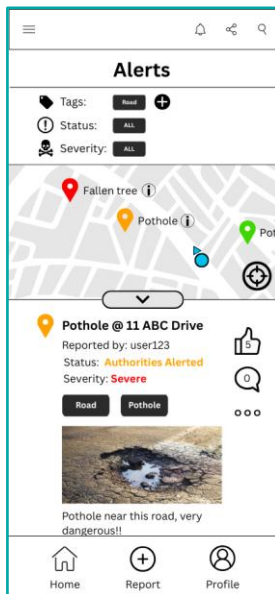 Alerts
Tags: Road
Status: ALL
Severity: ALL
Fallen tree i
Pothole i
Pot
Pothole @ 11 ABC Drive
Reported by: user123
Status: Authorities Alerted
Severity: Severe
5
0
Road Pothole
Pothole near this road, very
dangerous!!
Home Report Profile